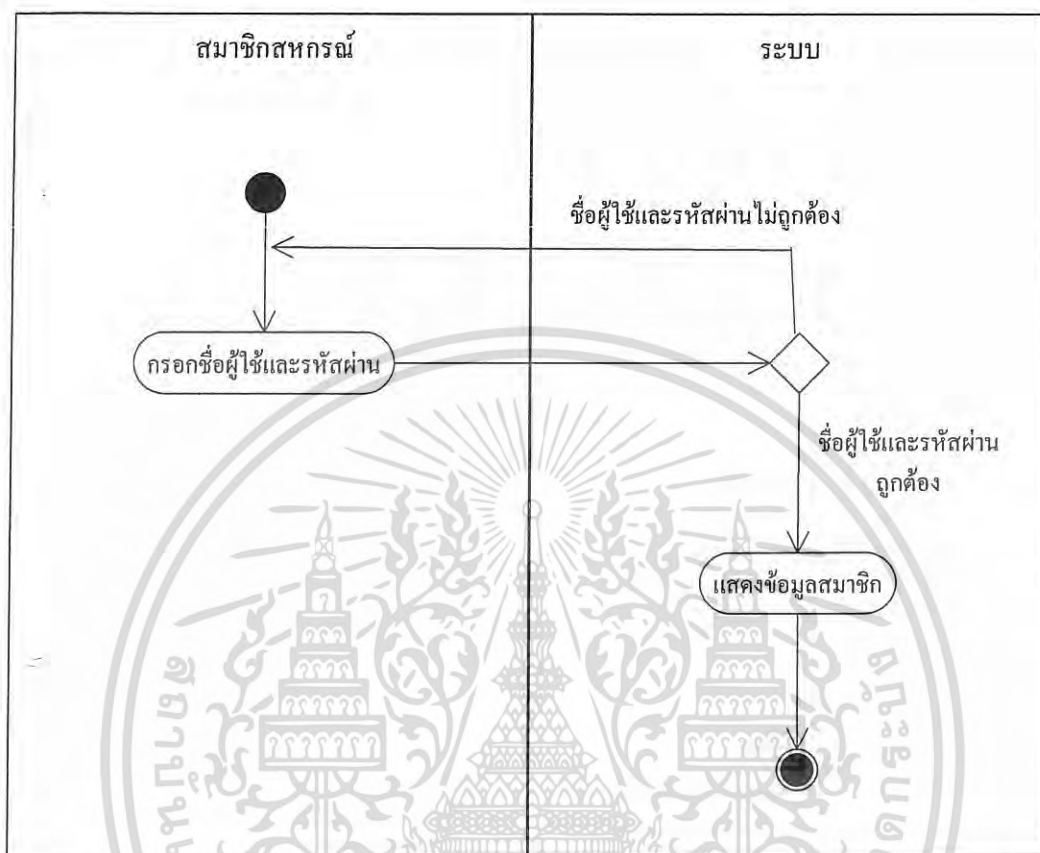 สมาชิกสหกรณ์
ระบบ
ชื่อผู้ใช้และรหัสผ่านไม่ถูกต้อง
กรอกชื่อผู้ใช้และรหัสผ่าน
ชื่อผู้ใช้และรหัสผ่าน
ถูกต้อง
แสดงข้อมูลสมาชิก